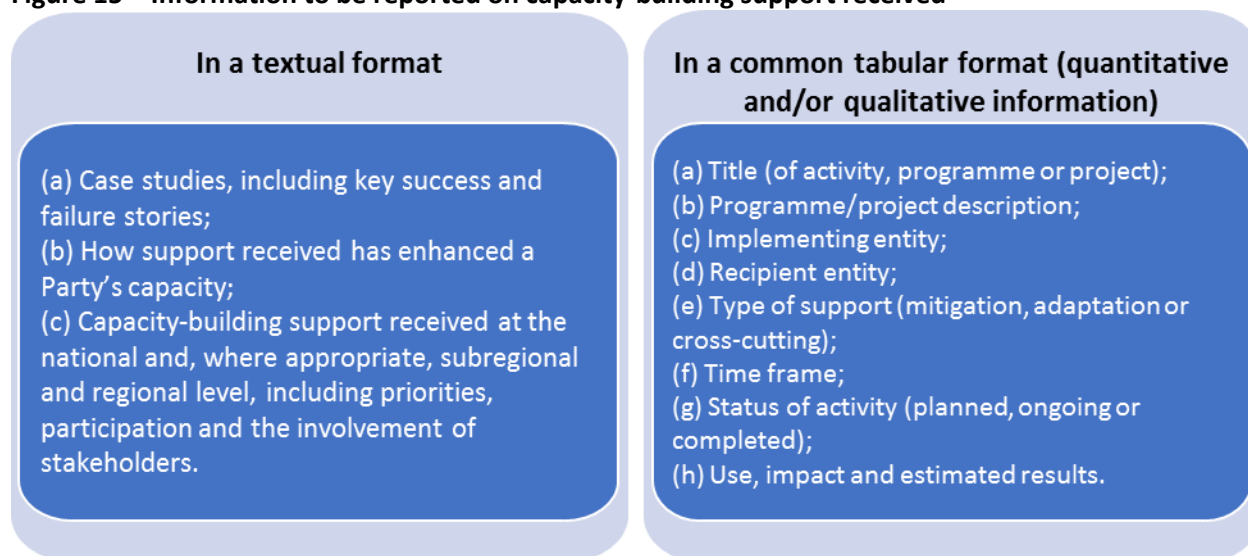 Figure 13 – Information to be reported on capacity-building support received
In a textual format
(a) Case studies, including key success and
failure stories;
(b) How support received has enhanced a
Party's capacity;
(c) Capacity-building support received at the
national and, where appropriate, subregional
and regional level, including priorities,
participation and the involvement of
stakeholders.
In a common tabular format (quantitative
and/or qualitative information)
(a) Title (of activity, programme or project);
(b) Programme/project description;
(c) Implementing entity;
(d) Recipient entity;
(e) Type of support (mitigation, adaptation or
cross-cutting);
(f) Time frame;
(g) Status of activity (planned, ongoing or
completed);
(h) Use, impact and estimated results.